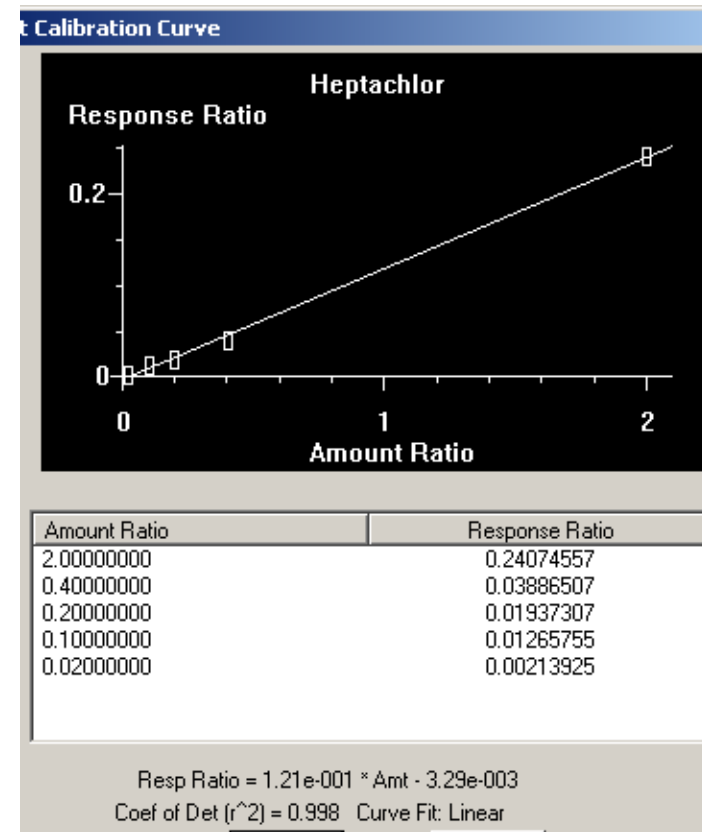 t Calibration Curve
Heptachlor
Response Ratio
0.2
0
0 1 2
Amount Ratio
Amount Ratio Response Ratio
2.00000000 0.24074557
0.40000000 0.03886507
0.20000000 0.01937307
0.10000000 0.01265755
0.02000000 0.00213925
Resp Ratio = 1.21e-001 * Amt - 3.29e-003
Coef of Det (r^2) = 0.998 Curve Fit: Linear